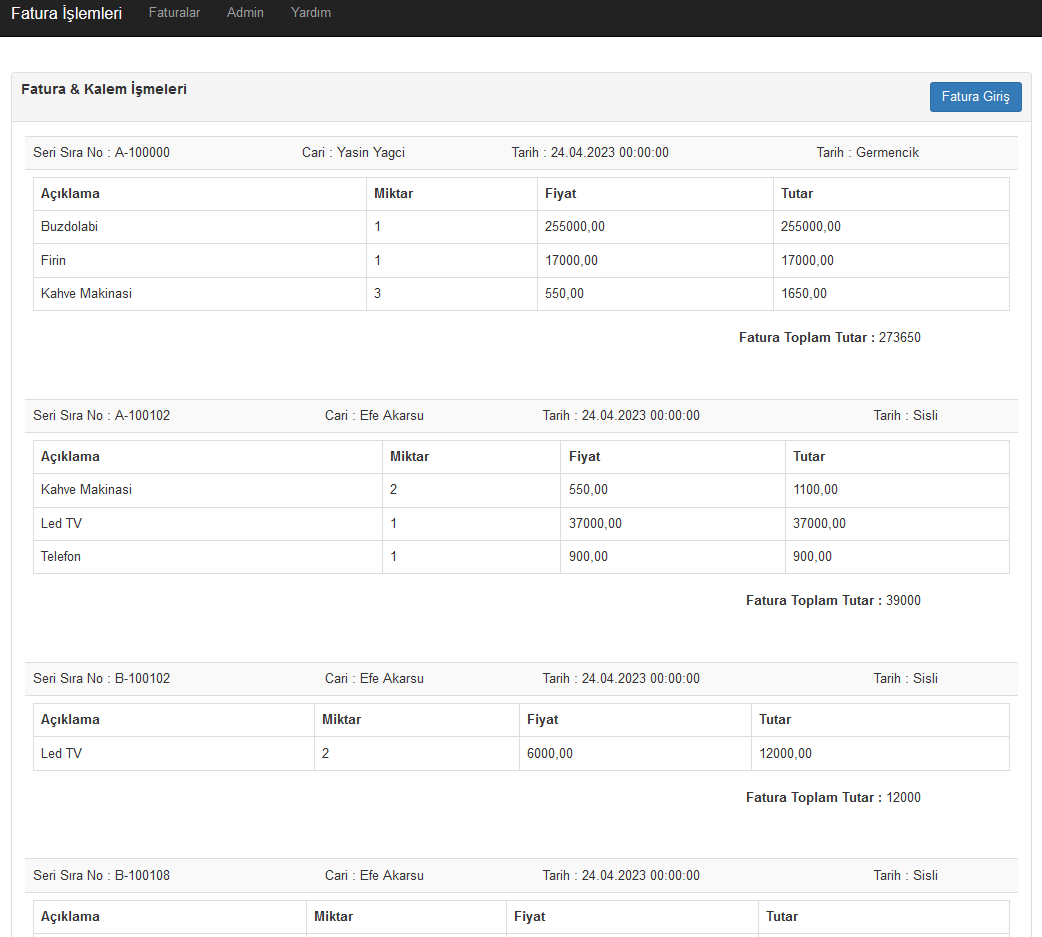 Fatura İşlemleri Faturalar Admin Yardım
Fatura & Kalem İşmeleri
Fatura Giriş
Seri Sıra No : A-100000 Cari : Yasin Yagci Tarih : 24.04.2023 00:00:00 Tarih : Germencik
Açıklama Miktar Fiyat Tutar
Buzdolabi 1 255000,00 255000,00
Firin 1 17000,00 17000,00
Kahve Makinasi 3 550,00 1650,00
Fatura Toplam Tutar : 273650
Seri Sıra No : A-100102 Cari : Efe Akarsu Tarih : 24.04.2023 00:00:00 Tarih : Sisli
Açıklama Miktar Fiyat Tutar
Kahve Makinasi 2 550,00 1100,00
Led TV 1 37000,00 37000,00
Telefon 1 900,00 900,00
Fatura Toplam Tutar : 39000
Seri Sıra No : B-100102 Cari : Efe Akarsu Tarih : 24.04.2023 00:00:00 Tarih : Sisli
Açıklama Miktar Fiyat Tutar
Led TV 2 6000,00 12000,00
Fatura Toplam Tutar : 12000
Seri Sıra No : B-100108 Cari : Efe Akarsu Tarih : 24.04.2023 00:00:00 Tarih : Sisli
Açıklama Miktar Fiyat Tutar